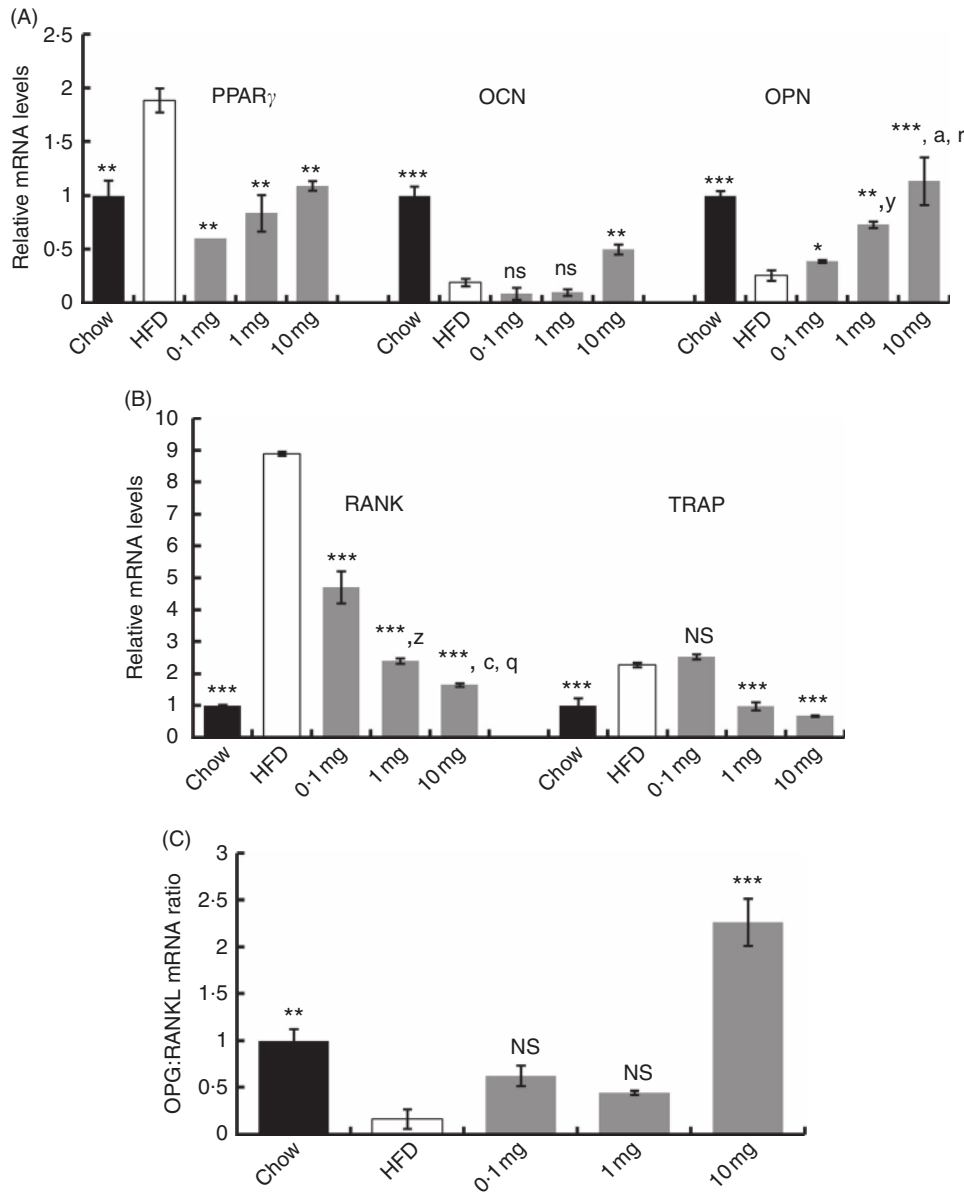 (A)
Relative mRNA levels
2·5
2
1·5
1
0·5
0
PPARγ
OCN
OPN
**
**
**
**
***
ns
ns
**
***
*
**,y
***, a, r
Chow
HFD
0·1 mg
1 mg
10 mg
Chow
HFD
0·1 mg
1 mg
10 mg
Chow
HFD
0·1 mg
1 mg
10 mg
(B)
Relative mRNA levels
10
9
8
7
6
5
4
3
2
1
0
RANK
TRAP
***
***
***,z
***, c, q
***
NS
***
***
Chow
HFD
0·1 mg
1 mg
10 mg
Chow
HFD
0·1 mg
1 mg
10 mg
(C)
OPG:RANKL mRNA ratio
3
2·5
2
1·5
1
0·5
0
**
NS
NS
***
Chow
HFD
0·1 mg
1 mg
10 mg